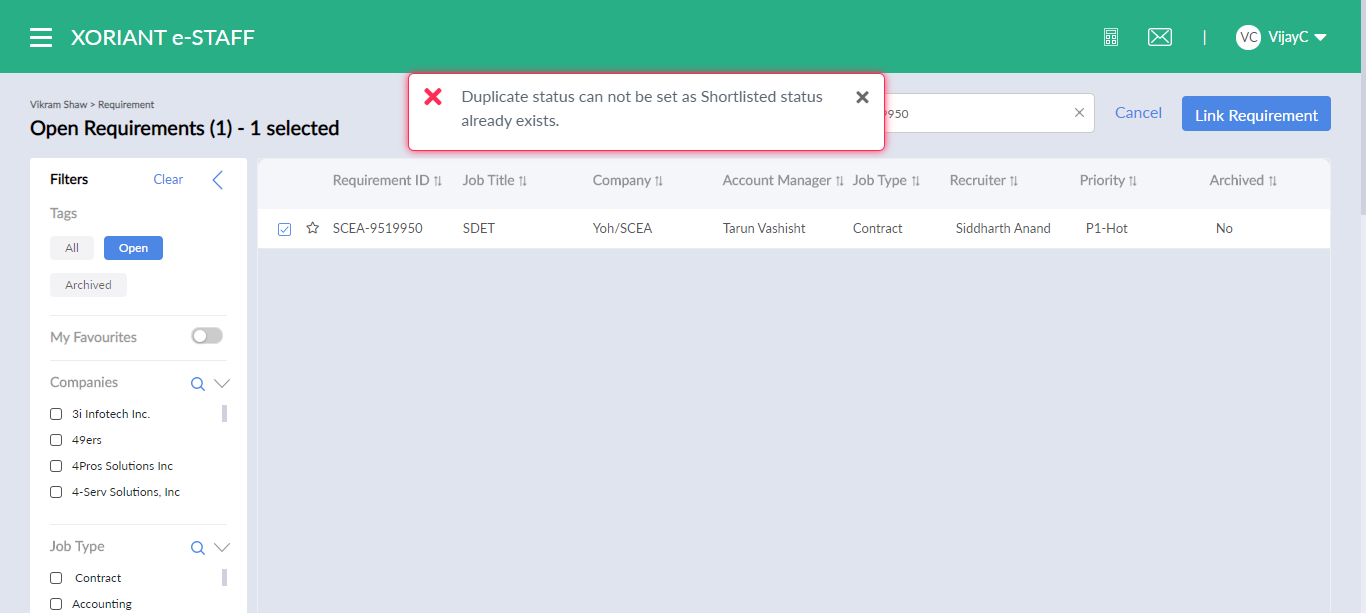 XORIANT e-STAFF
|
VC VijayC
Duplicate status can not be set as Shortlisted status
already exists.
Vikram Shaw > Requirement
Open Requirements (1) - 1 selected
950
Cancel
Link Requirement
Filters
Clear
Tags
All
Open
Archived
My Favourites
Companies
3i Infotech Inc.
49ers
4Pros Solutions Inc
4-Serv Solutions, Inc
Job Type
Contract
Accounting
Requirement ID Job Title Company Account Manager Job Type Recruiter Priority Archived
SCEA-9519950 SDET Yoh/SCEA Tarun Vashisht Contract Siddharth Anand P1-Hot No